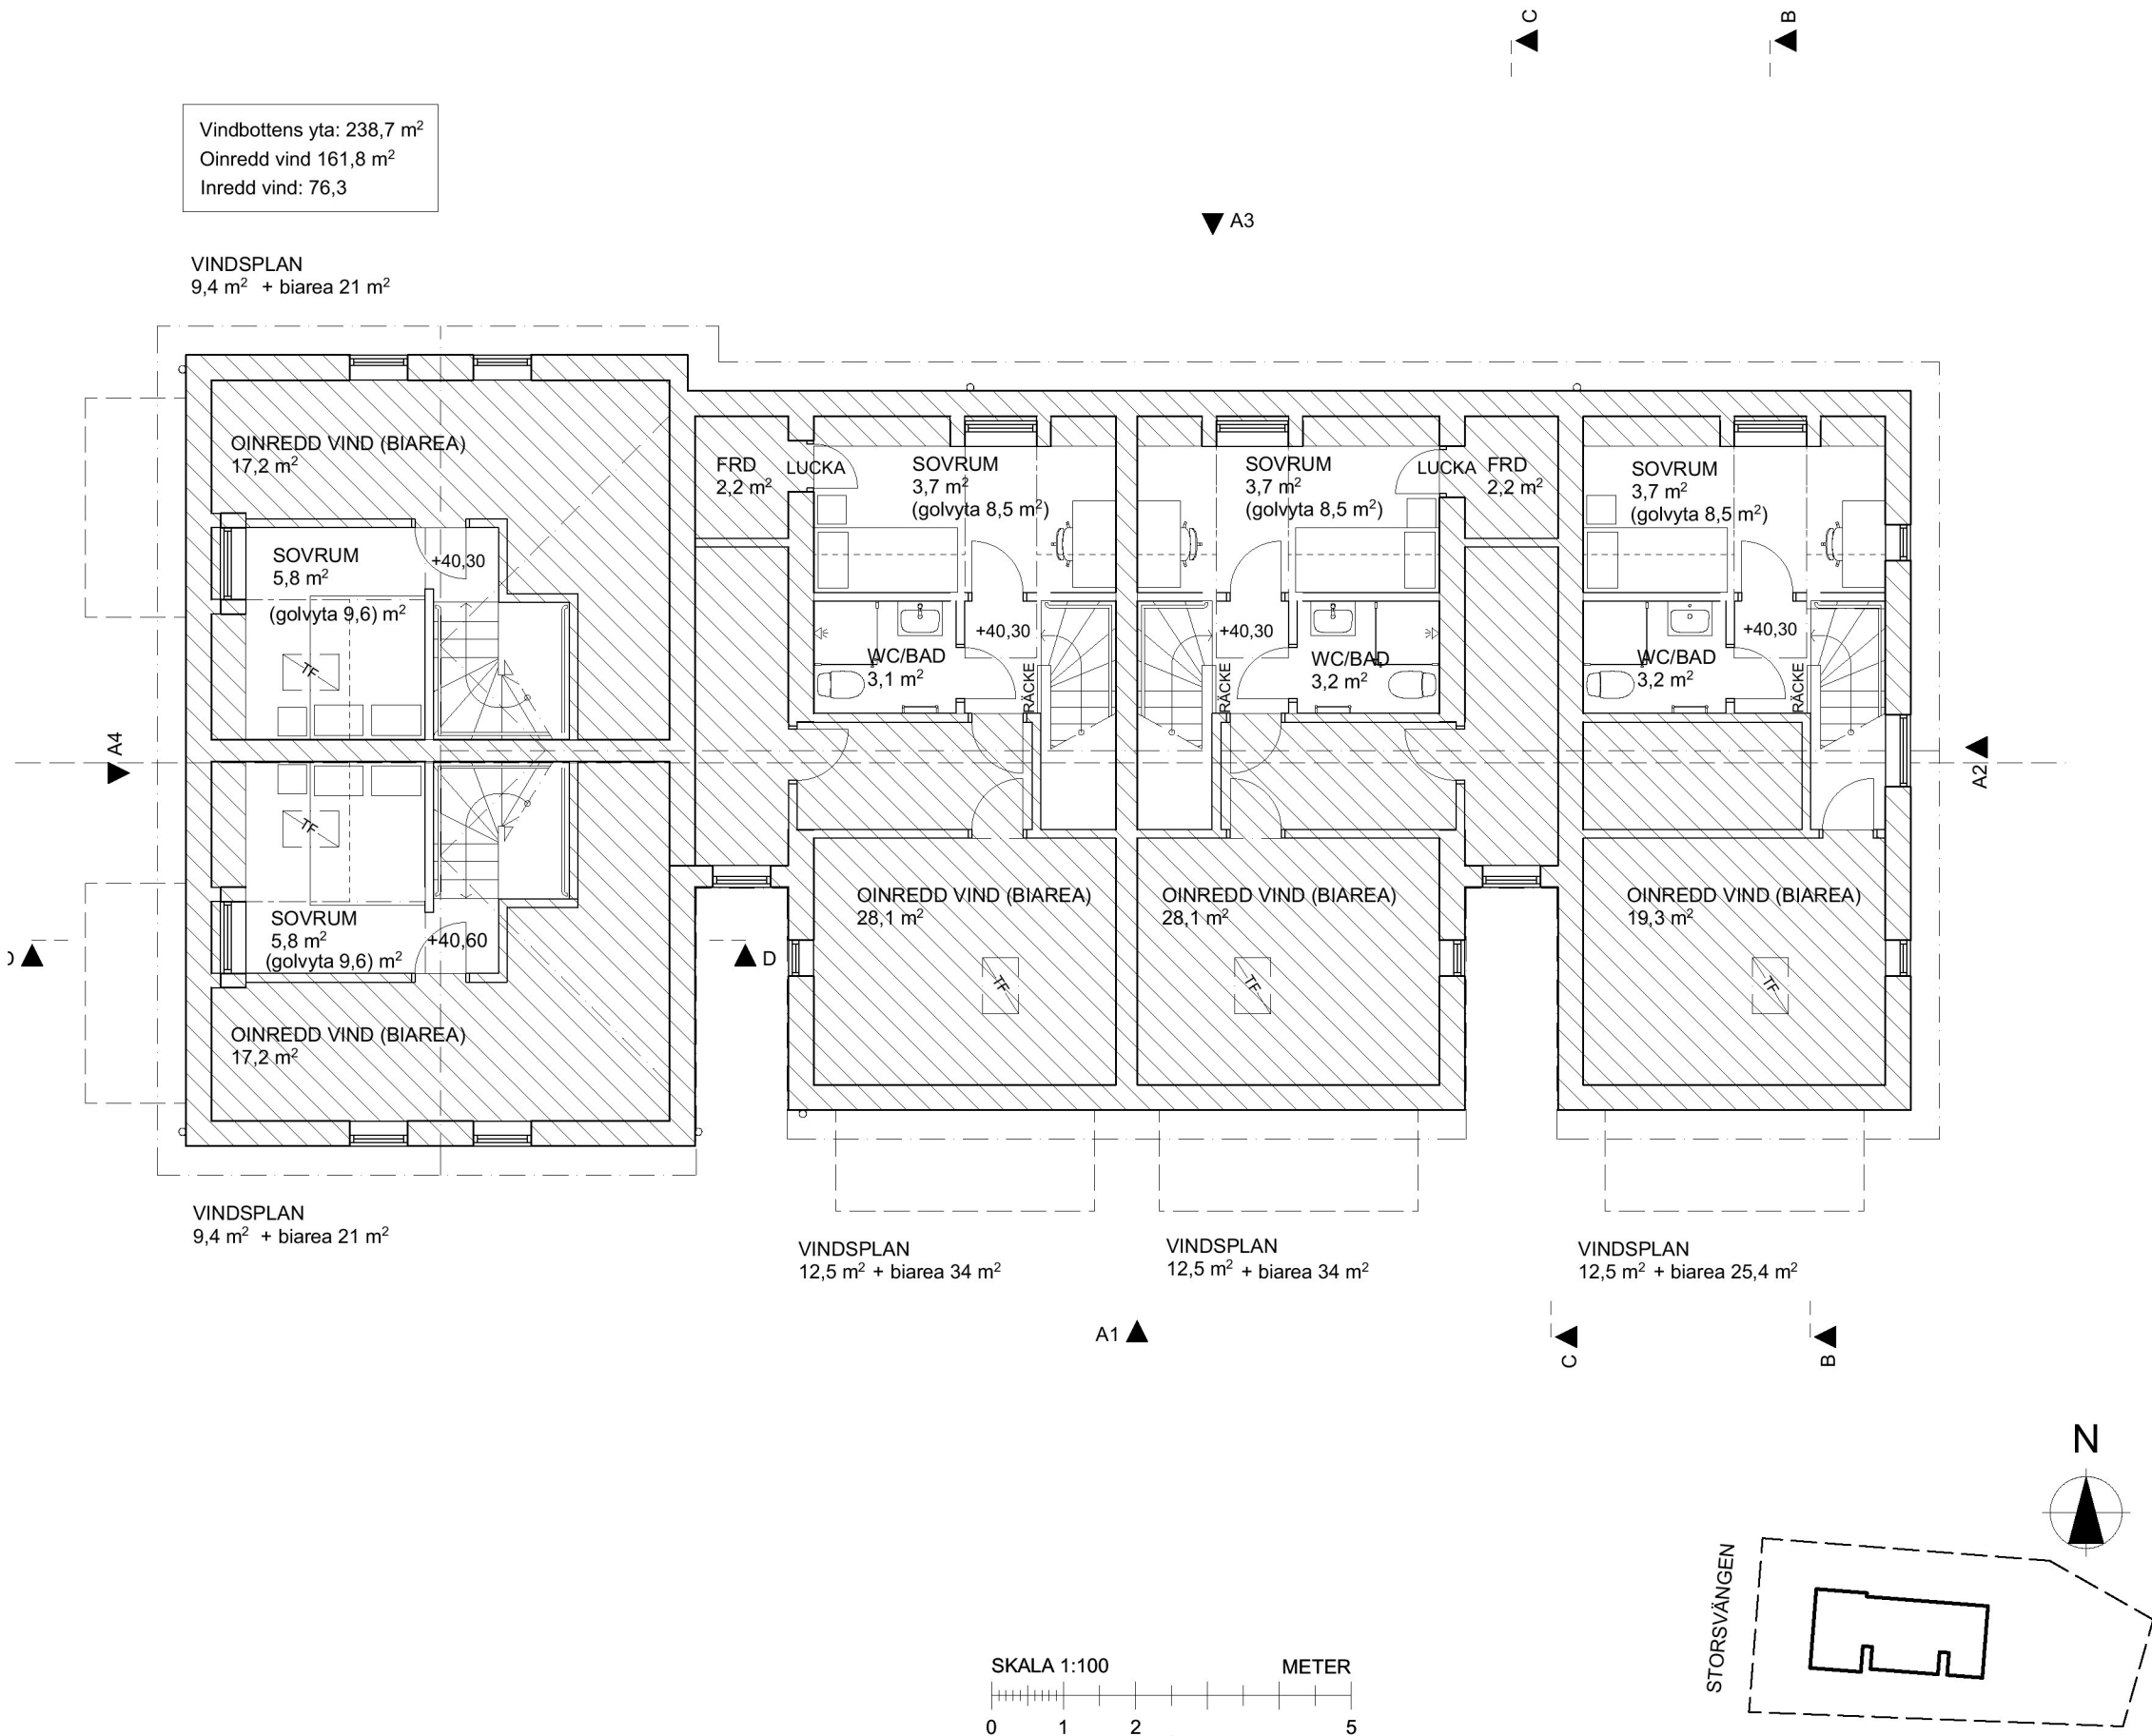 C
B
Vindbottens yta: 238,7 m²
Oinredd vind 161,8 m²
Inredd vind: 76,3
A3
VINDSPLAN
9,4 m² + biarea 21 m²
OINREDD VIND (BIAREA)
17,2 m²
FRD
2,2 m²
LUCKA
SOVRUM
3,7 m²
(golvyta 8,5 m²)
SOVRUM
3,7 m²
(golvyta 8,5 m²)
LUCKA
FRD
2,2 m²
SOVRUM
3,7 m²
(golvyta 8,5 m²)
SOVRUM
5,8 m²
(golvyta 9,6) m²
+40,30
TF
+40,30
WC/BAD
3,1 m²
RÄCKE
+40,30
RÄCKE
WC/BAD
3,2 m²
+40,30
WC/BAD
3,2 m²
RÄCKE
A4
A2
TF
SOVRUM
5,8 m²
(golvyta 9,6) m²
+40,60
OINREDD VIND (BIAREA)
28,1 m²
OINREDD VIND (BIAREA)
28,1 m²
OINREDD VIND (BIAREA)
19,3 m²
D
D
TF
TF
TF
OINREDD VIND (BIAREA)
17,2 m²
VINDSPLAN
9,4 m² + biarea 21 m²
VINDSPLAN
12,5 m² + biarea 34 m²
VINDSPLAN
12,5 m² + biarea 34 m²
VINDSPLAN
12,5 m² + biarea 25,4 m²
A1
C
B
N
STORSVÄNGEN
SKALA 1:100 METER
0 1 2 5